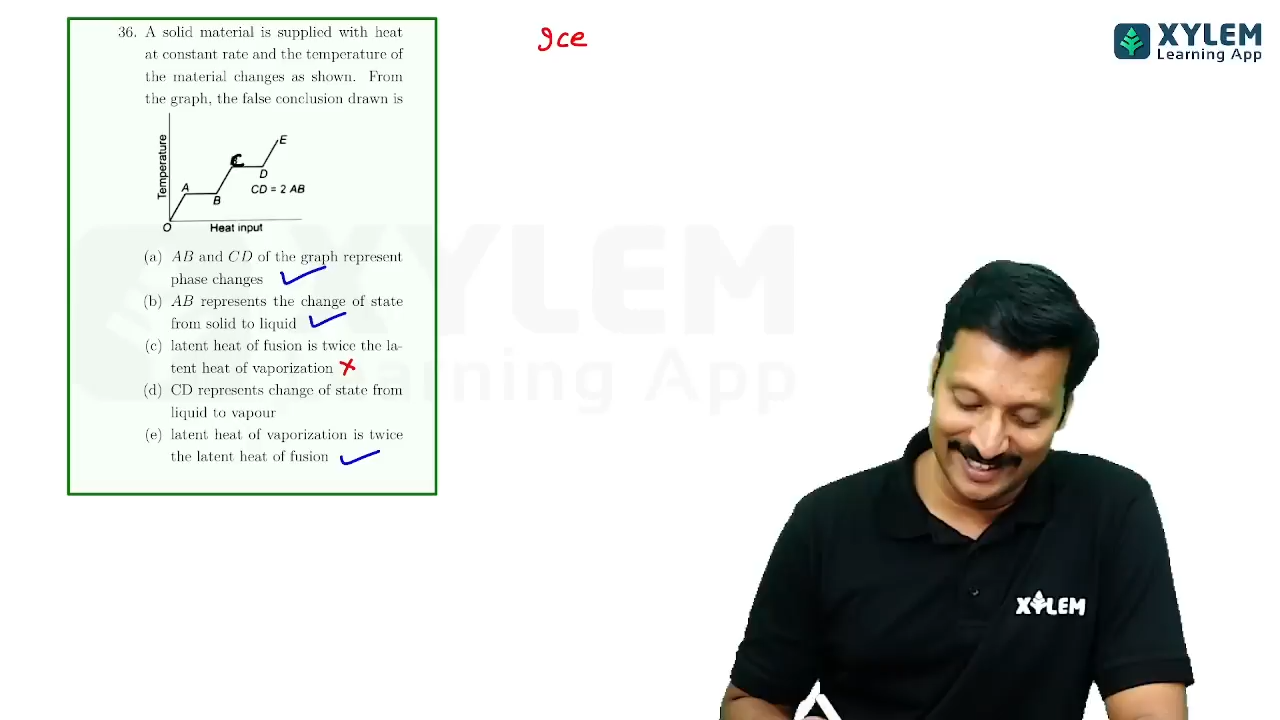 36. A solid material is supplied with heat
at constant rate and the temperature of
the material changes as shown. From
the graph, the false conclusion drawn is
Temperature
E
C
D
A
CD = 2 AB
B
O
Heat input
(a) AB and CD of the graph represent
phase changes
(b) AB represents the change of state
from solid to liquid
(c) latent heat of fusion is twice the la-
tent heat of vaporization
(d) CD represents change of state from
liquid to vapour
(e) latent heat of vaporization is twice
the latent heat of fusion
Ice
XYLEM
Learning App
XYLEM
Learning App
XYLEM